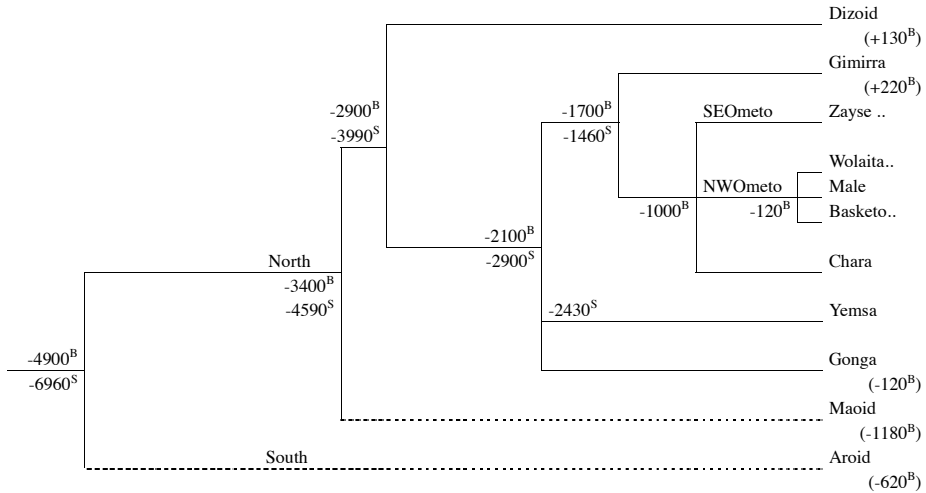 Dizoid
(+130ᴮ)
Gimirra
(+220ᴮ)
-2900ᴮ
-3990ˢ
-1700ᴮ
-1460ˢ
SEOmeto
Zayse ..
Wolaita..
NWOmeto
Male
-1000ᴮ
-120ᴮ
Basketo..
-2100ᴮ
-2900ˢ
Chara
North
-3400ᴮ
-4590ˢ
-2430ˢ
Yemsa
-4900ᴮ
-6960ˢ
Gonga
(-120ᴮ)
Maoid
(-1180ᴮ)
South
Aroid
(-620ᴮ)